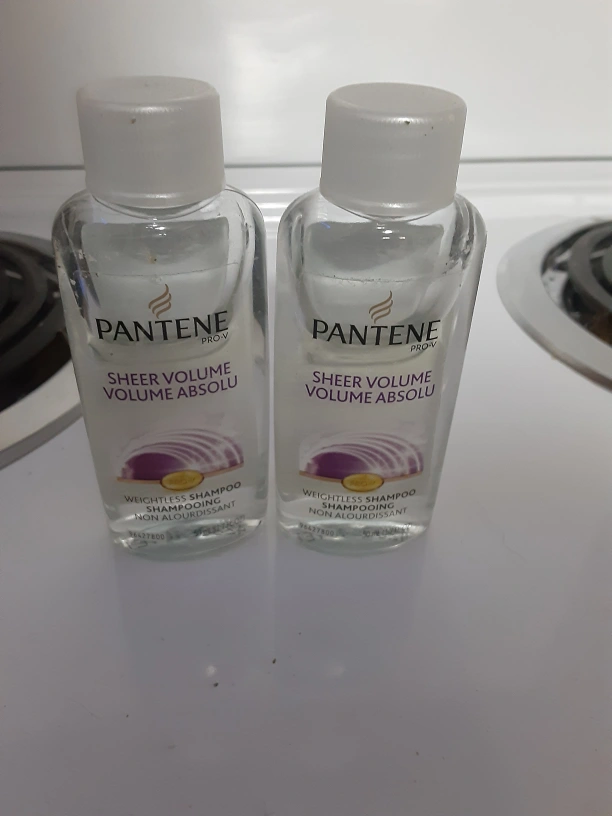 PANTENE
PRO-V
SHEER VOLUME
VOLUME ABSOLU
WEIGHTLESS SHAMPOO
SHAMPOOING
NON ALOURDISSANT
PANTENE
PRO-V
SHEER VOLUME
VOLUME ABSOLU
WEIGHTLESS SHAMPOO
SHAMPOOING
NON ALOURDISSANT